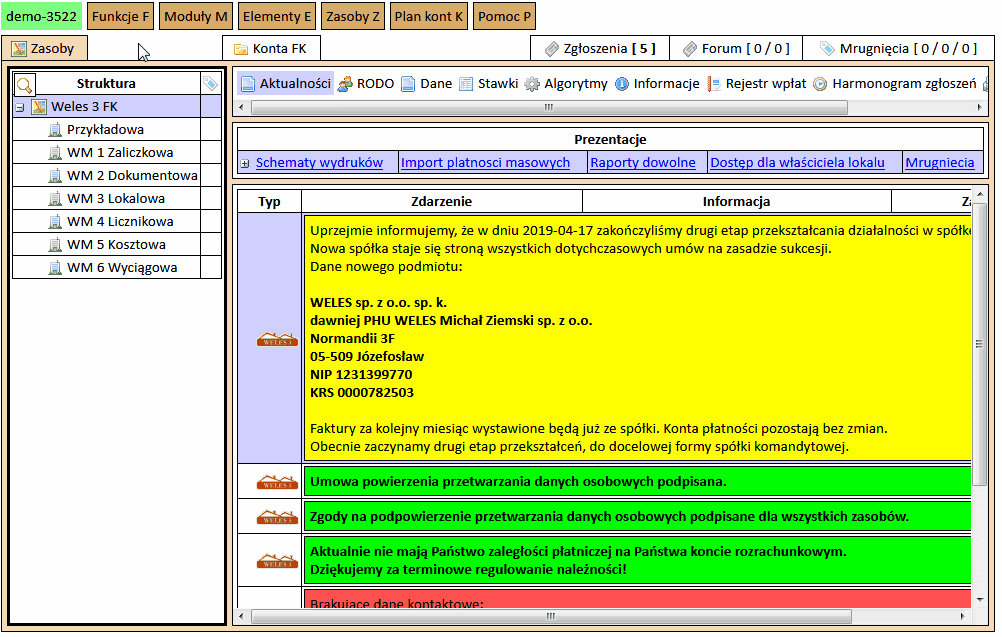 demo-3522 Funkcje F Moduły M Elementy E Zasoby Z Plan kont K Pomoc P
Zasoby Konta FK Zgłoszenia [ 5 ] Forum [ 0 / 0 ] Mrugnięcia [ 0 / 0 / 0 ]
Struktura
Weles 3 FK
Przykładowa
WM 1 Zaliczkowa
WM 2 Dokumentowa
WM 3 Lokalowa
WM 4 Licznikowa
WM 5 Kosztowa
WM 6 Wyciągowa
Aktualności RODO Dane Stawki Algorytmy Informacje Rejestr wpłat Harmonogram zgłoszeń
Prezentacje
Schematy wydruków Import platnosci masowych Raporty dowolne Dostęp dla właściciela lokalu Mrugniecia
Typ Zdarzenie Informacja
Uprzejmie informujemy, że w dniu 2019-04-17 zakończyliśmy drugi etap przekształcania działalności w
Nowa spółka staje się stroną wszystkich dotychczasowych umów na zasadzie sukcesji.
Dane nowego podmiotu:
WELES sp. z o.o. sp. k.
dawniej PHU WELES Michał Ziemski sp. z o.o.
Normandii 3F
05-509 Józefosław
NIP 1231399770
KRS 0000782503
Faktury za kolejny miesiąc wystawione będą już ze spółki. Konta płatności pozostają bez zmian.
Obecnie zaczynamy drugi etap przekształceń, do docelowej formy spółki komandytowej.
WELES 3
Umowa powierzenia przetwarzania danych osobowych podpisana.
WELES 3
Zgody na podpowierzenie przetwarzania danych osobowych podpisane dla wszystkich zasobów.
WELES 3
Aktualnie nie mają Państwo zaległości płatniczej na Państwa koncie rozrachunkowym.
Dziękujemy za terminowe regulowanie należności!
WELES 3
Brakujące dane kontaktowe: